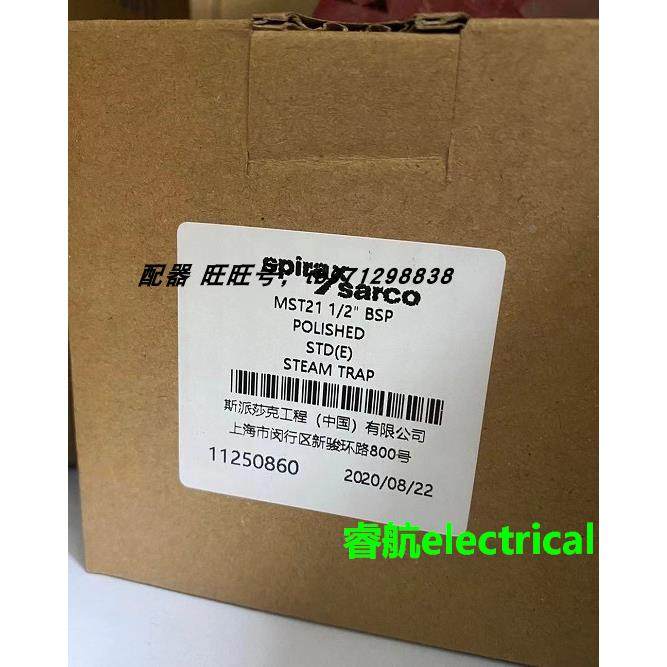 spirax
sarco
配器 旺旺号，tb71298838
MST21 1/2" BSP
POLISHED
STD(E)
STEAM TRAP
斯派莎克工程（中国）有限公司
上海市闵行区新骏环路800号
11250860 2020/08/22
睿航electrical